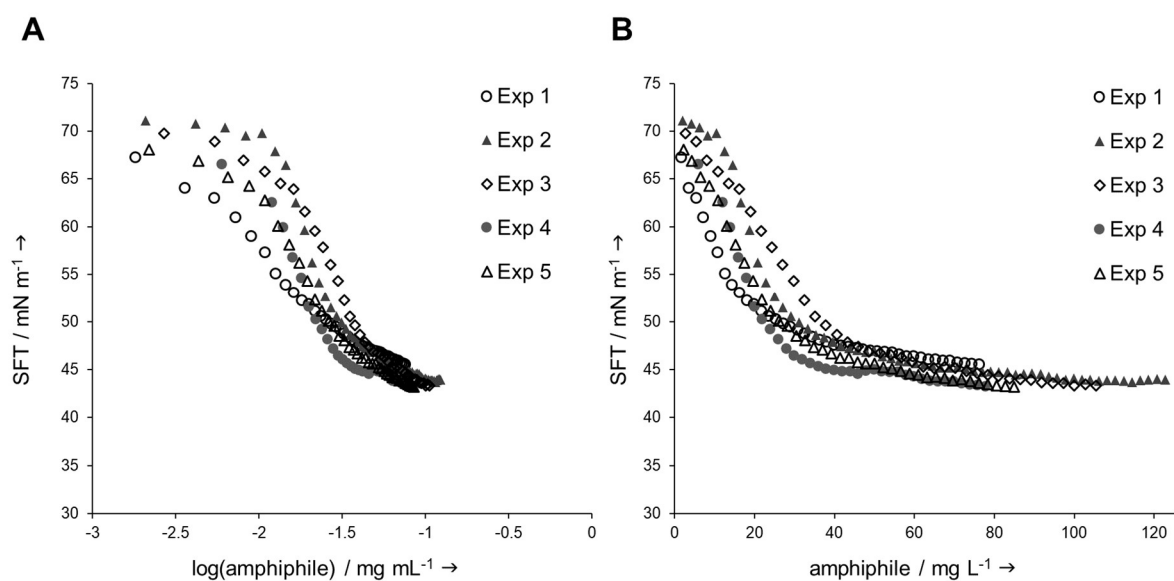 A
SFT / mN m⁻¹ →
75
70
65
60
55
50
45
40
35
30
-3
-2.5
-2
-1.5
-1
-0.5
0
log(amphiphile) / mg mL⁻¹ →
Exp 1
Exp 2
Exp 3
Exp 4
Exp 5
B
SFT / mN m⁻¹ →
75
70
65
60
55
50
45
40
35
30
0
20
40
60
80
100
120
amphiphile / mg L⁻¹ →
Exp 1
Exp 2
Exp 3
Exp 4
Exp 5